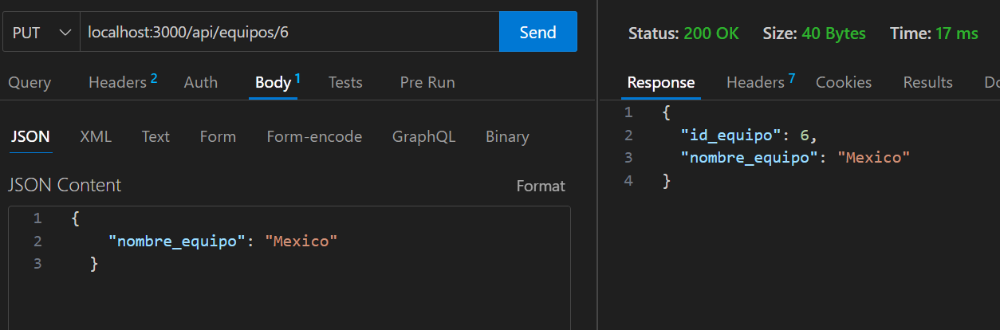 PUT localhost:3000/api/equipos/6 Send
Query Headers 2 Auth Body 1 Tests Pre Run
JSON XML Text Form Form-encode GraphQL Binary
JSON Content Format
1 {
2 "nombre_equipo": "Mexico"
3 }
Status: 200 OK Size: 40 Bytes Time: 17 ms
Response Headers 7 Cookies Results Do
1 {
2 "id_equipo": 6,
3 "nombre_equipo": "Mexico"
4 }